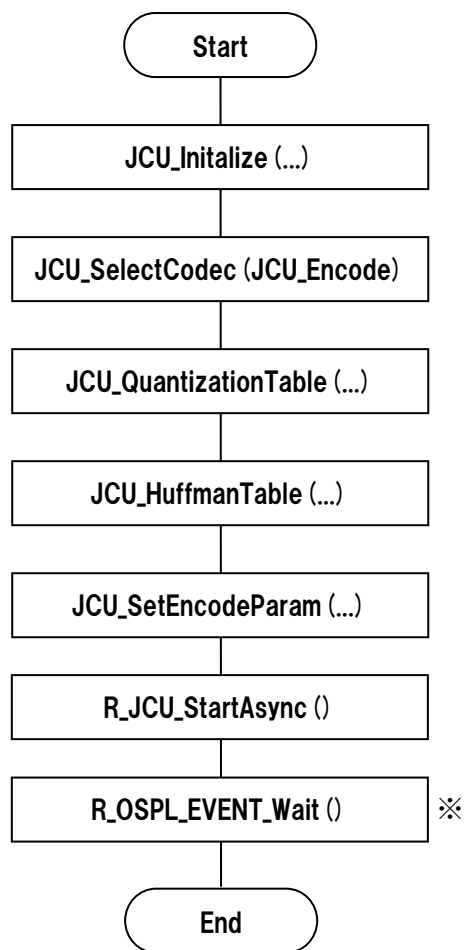 Start
JCU_Initalize (...)
JCU_SelectCodec (JCU_Encode)
JCU_QuantizationTable (...)
JCU_HuffmanTable (...)
JCU_SetEncodeParam (...)
R_JCU_StartAsync ()
R_OSPL_EVENT_Wait () ※
End